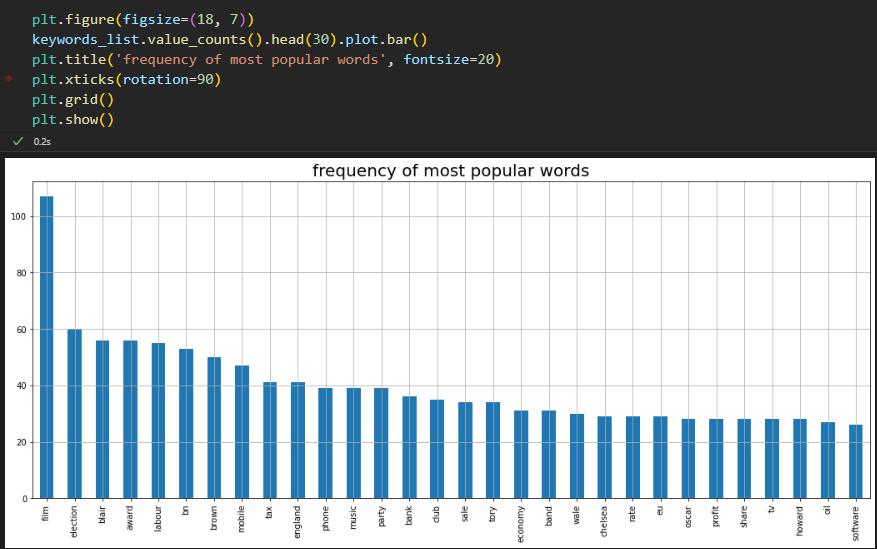 plt.figure(figsize=(18, 7))
keywords_list.value_counts().head(30).plot.bar()
plt.title('frequency of most popular words', fontsize=20)
plt.xticks(rotation=90)
plt.grid()
plt.show()
0.2s
frequency of most popular words
100
80
60
40
20
0
film
election
blair
award
labour
bn
brown
mobile
tax
england
phone
music
party
bank
club
sale
tory
economy
band
wale
chelsea
rate
eu
oscar
profit
share
tv
howard
oil
software